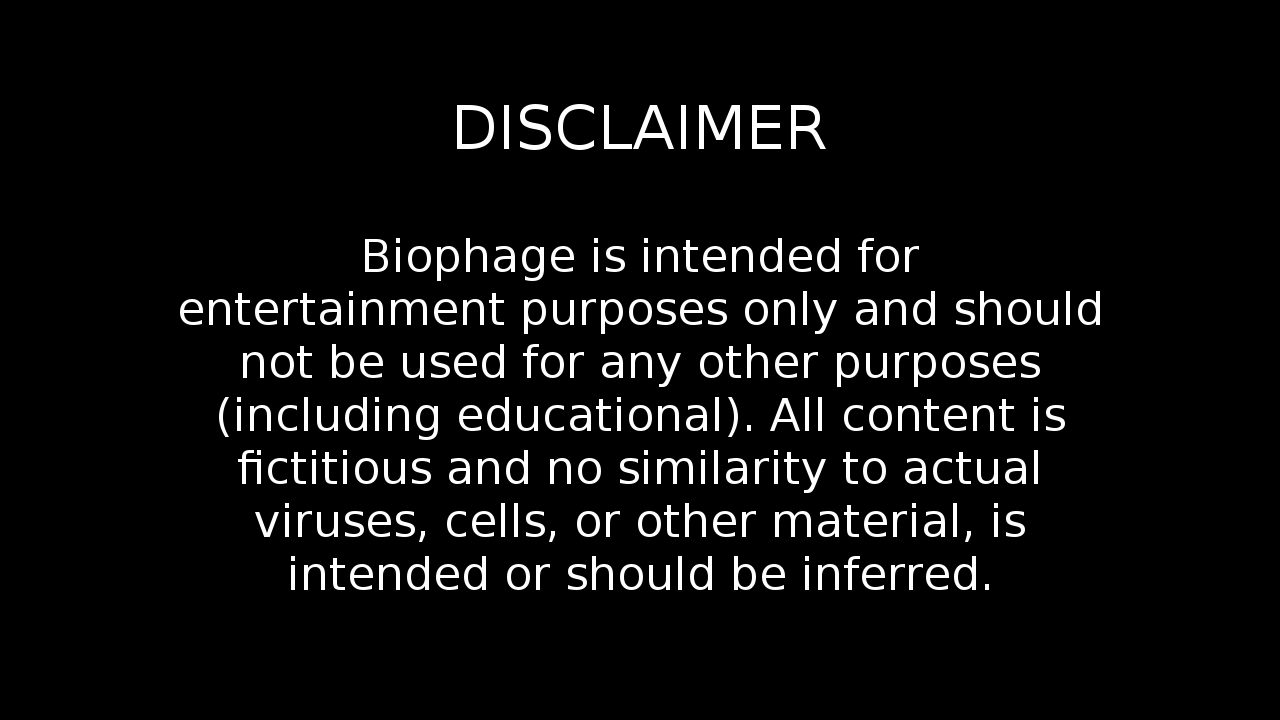 DISCLAIMER
Biophage is intended for
entertainment purposes only and should
not be used for any other purposes
(including educational). All content is
fictitious and no similarity to actual
viruses, cells, or other material, is
intended or should be inferred.